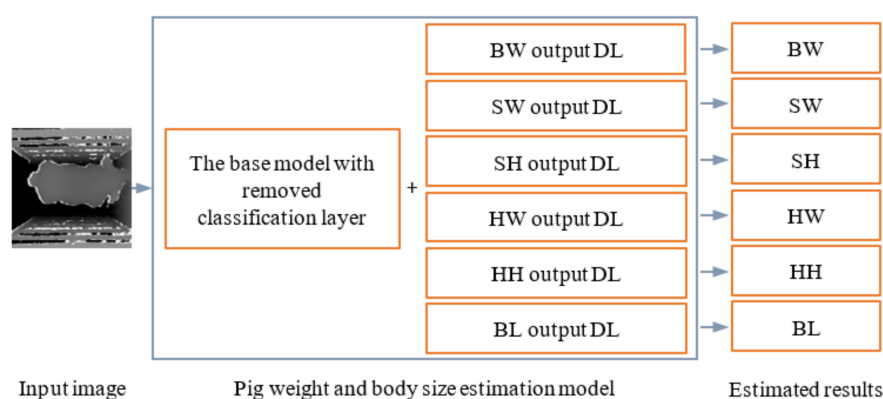 BW output DL
BW
SW output DL
SW
The base model with
removed
classification layer
+
SH output DL
SH
HW output DL
HW
HH output DL
HH
BL output DL
BL
Input image
Pig weight and body size estimation model
Estimated results